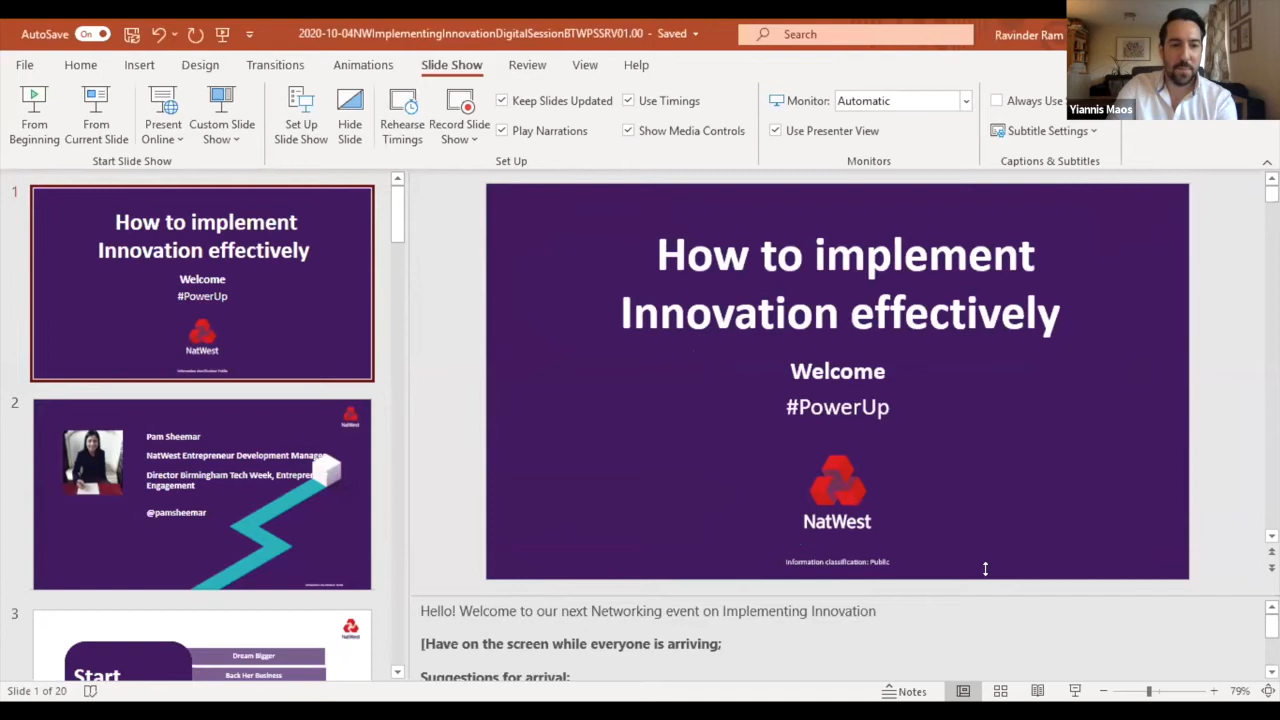 AutoSave On
2020-10-04NWImplementingInnovationDigitalSessionBTWPSSRV01.00 - Saved
Search
Ravinder Ram
Yiannis Maos
File Home Insert Design Transitions Animations Slide Show Review View Help
From Beginning
From Current Slide
Present Online
Custom Slide Show
Start Slide Show
Set Up Slide Show
Hide Slide
Rehearse Timings
Record Slide Show
Keep Slides Updated
Play Narrations
Use Timings
Show Media Controls
Set Up
Monitor: Automatic
Use Presenter View
Monitors
Always Use
Subtitle Settings
Captions & Subtitles
1
How to implement
Innovation effectively
Welcome
#PowerUp
NatWest
Information classification: Public
2
NatWest
Pam Sheemar
NatWest Entrepreneur Development Manager
Director Birmingham Tech Week,
Engagement
@pamsheemar
3
NatWest
Start
Dream Bigger
Back Her Business
How to implement
Innovation effectively
Welcome
#PowerUp
NatWest
Information classification: Public
Hello! Welcome to our next Networking event on Implementing Innovation
[Have on the screen while everyone is arriving;
Suggestions for arrival:
Slide 1 of 20
Notes
79%